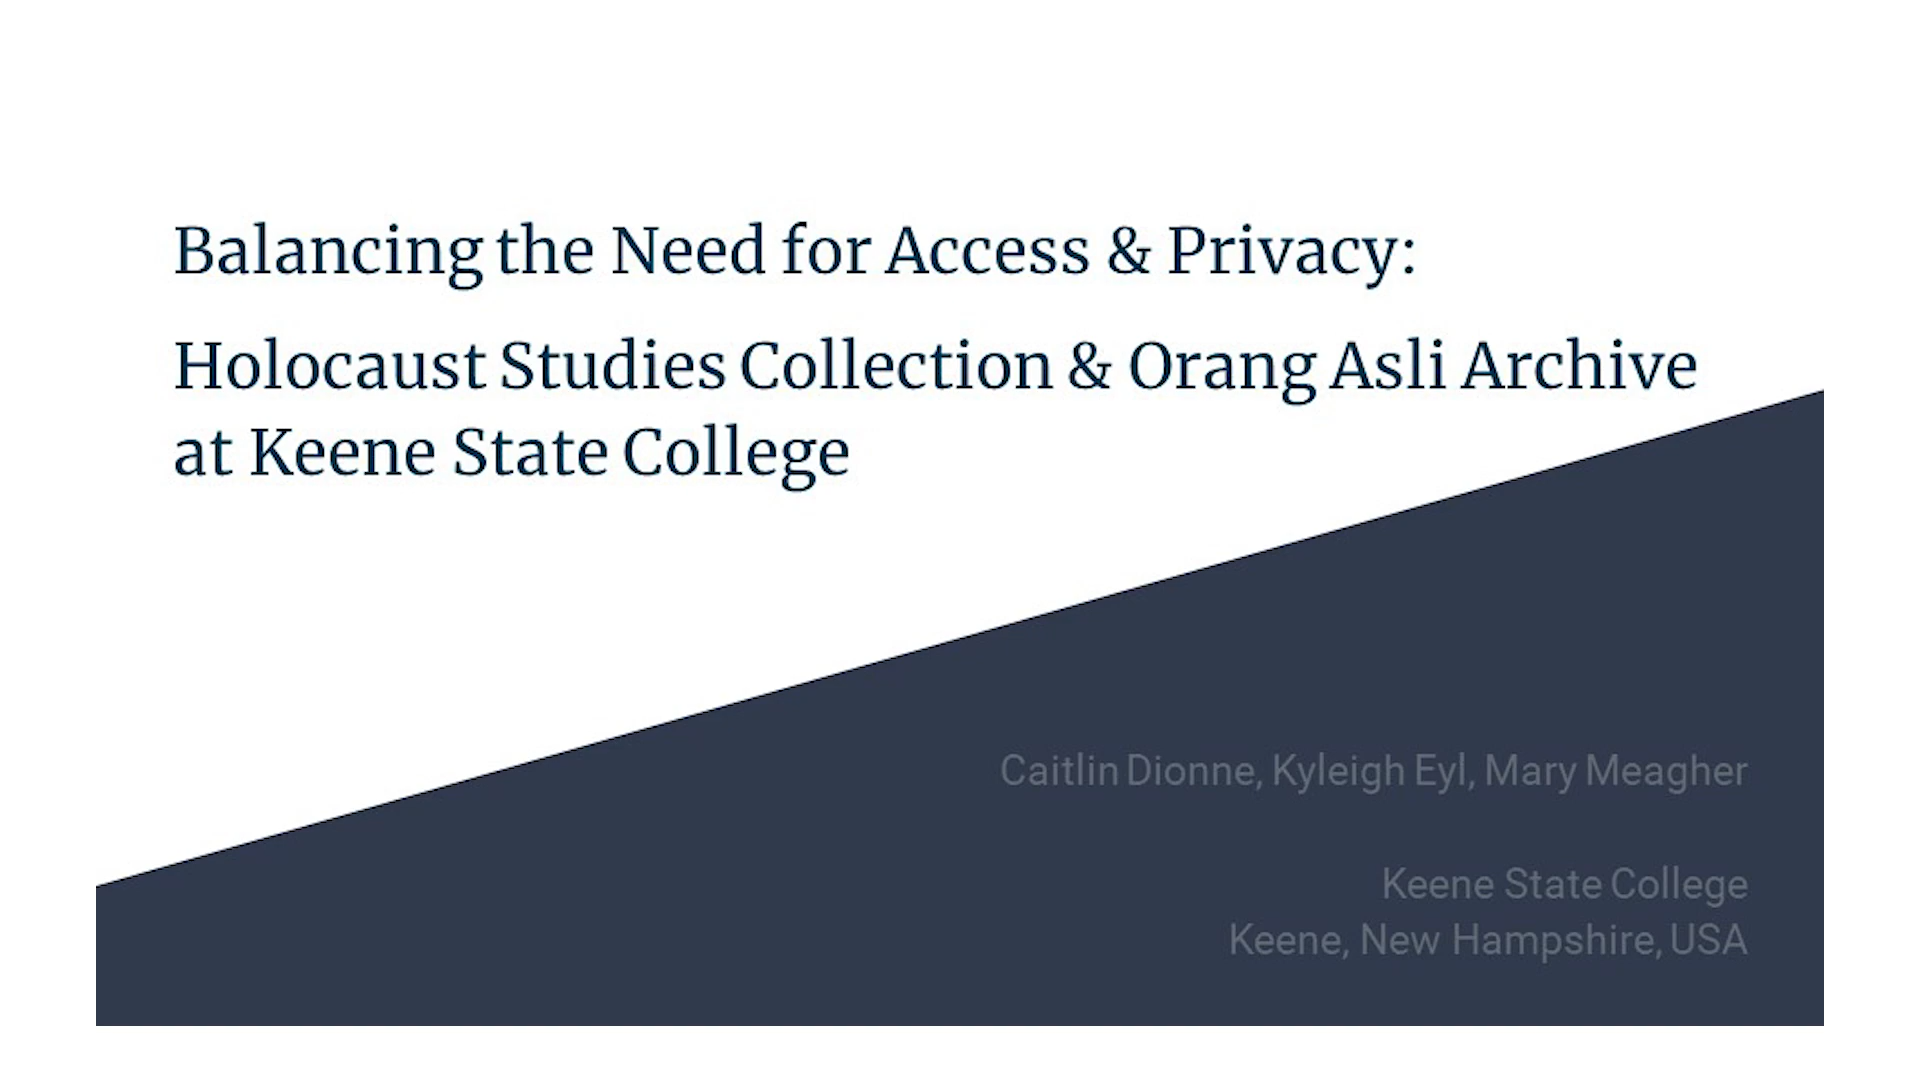 Balancing the Need for Access & Privacy:
Holocaust Studies Collection & Orang Asli Archive
at Keene State College
Caitlin Dionne, Kyleigh Eyl, Mary Meagher
Keene State College
Keene, New Hampshire, USA